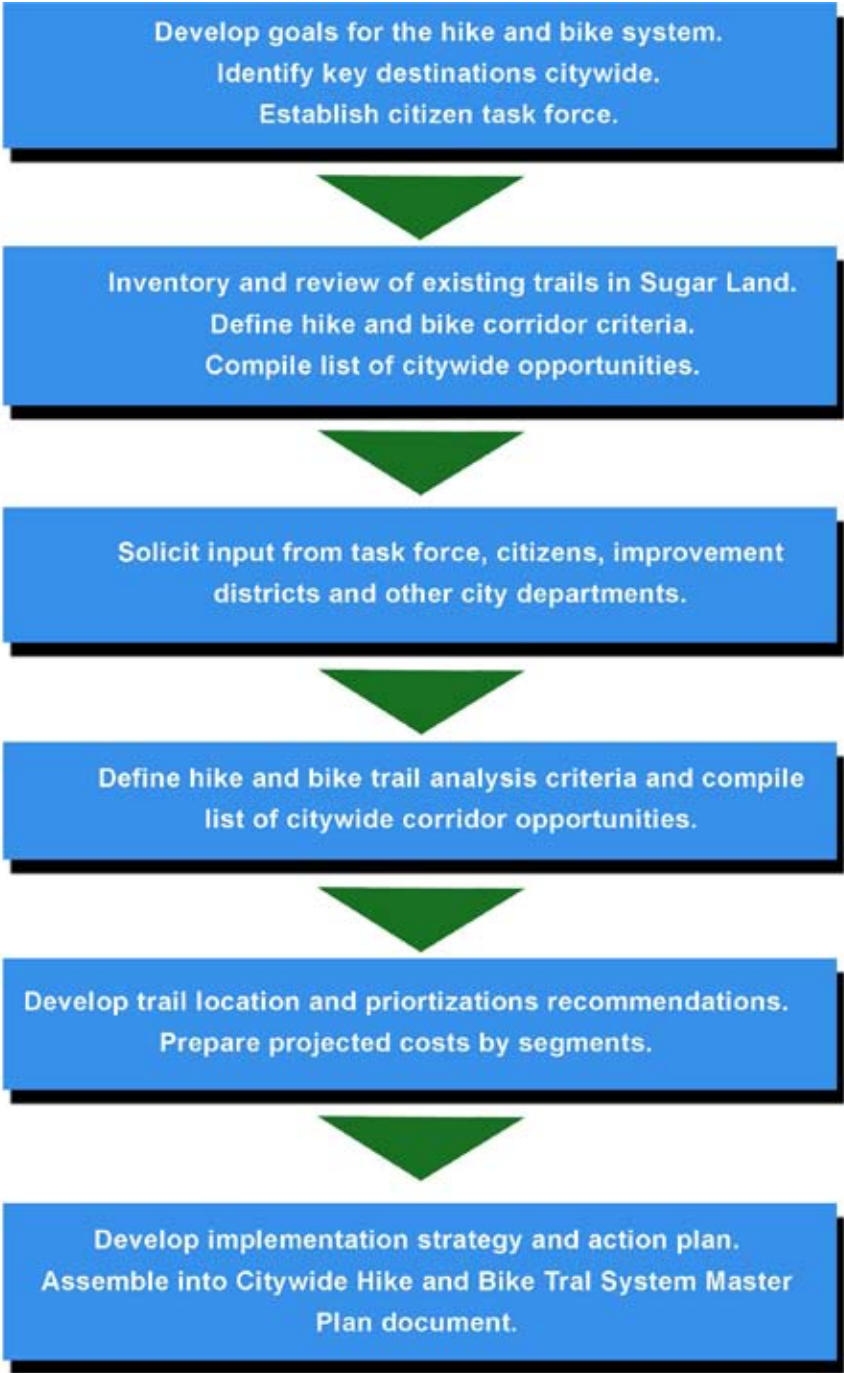 Develop goals for the hike and bike system.
Identify key destinations citywide.
Establish citizen task force.
Inventory and review of existing trails in Sugar Land.
Define hike and bike corridor criteria.
Compile list of citywide opportunities.
Solicit input from task force, citizens, improvement
districts and other city departments.
Define hike and bike trail analysis criteria and compile
list of citywide corridor opportunities.
Develop trail location and priortizations recommendations.
Prepare projected costs by segments.
Develop implementation strategy and action plan.
Assemble into Citywide Hike and Bike Tral System Master
Plan document.